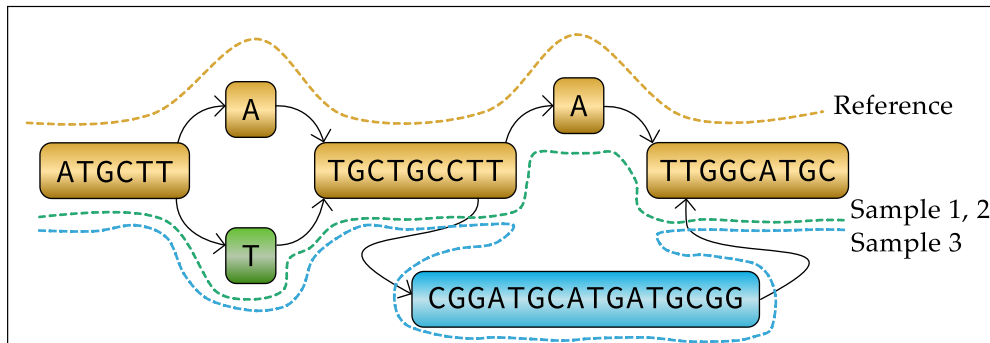 A
A
Reference
ATGCTT
TGCTGCCTT
TTGGCATGC
Sample 1, 2
Sample 3
T
CGGATGCATGATGCGG